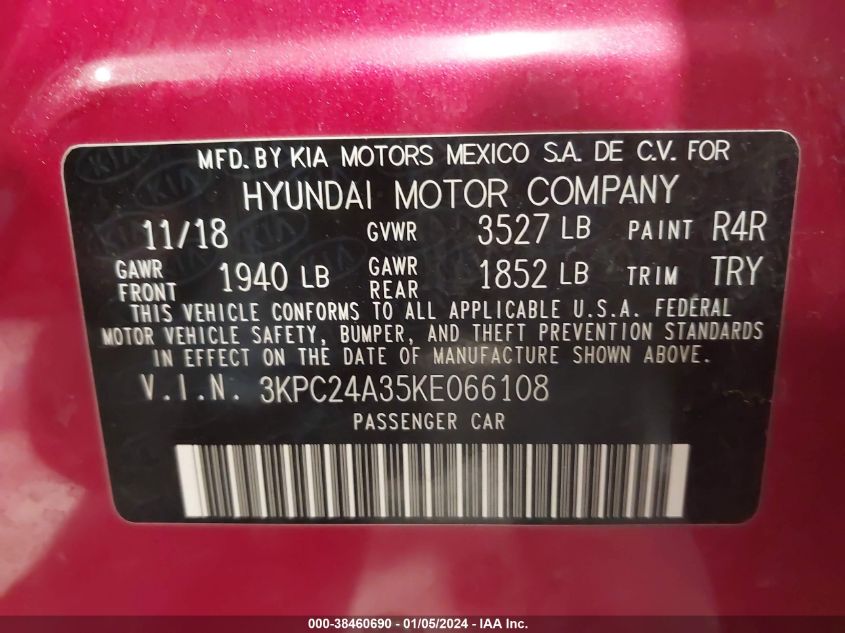 MFD. BY KIA MOTORS MEXICO S.A. DE C.V. FOR
HYUNDAI MOTOR COMPANY
11/18 GVWR 3527 LB PAINT R4R
GAWR FRONT 1940 LB GAWR REAR 1852 LB TRIM TRY
THIS VEHICLE CONFORMS TO ALL APPLICABLE U.S.A. FEDERAL
MOTOR VEHICLE SAFETY, BUMPER, AND THEFT PREVENTION STANDARDS
IN EFFECT ON THE DATE OF MANUFACTURE SHOWN ABOVE.
V.I.N. 3KPC24A35KE066108
PASSENGER CAR
000-38460690 - 01/05/2024 - IAA Inc.